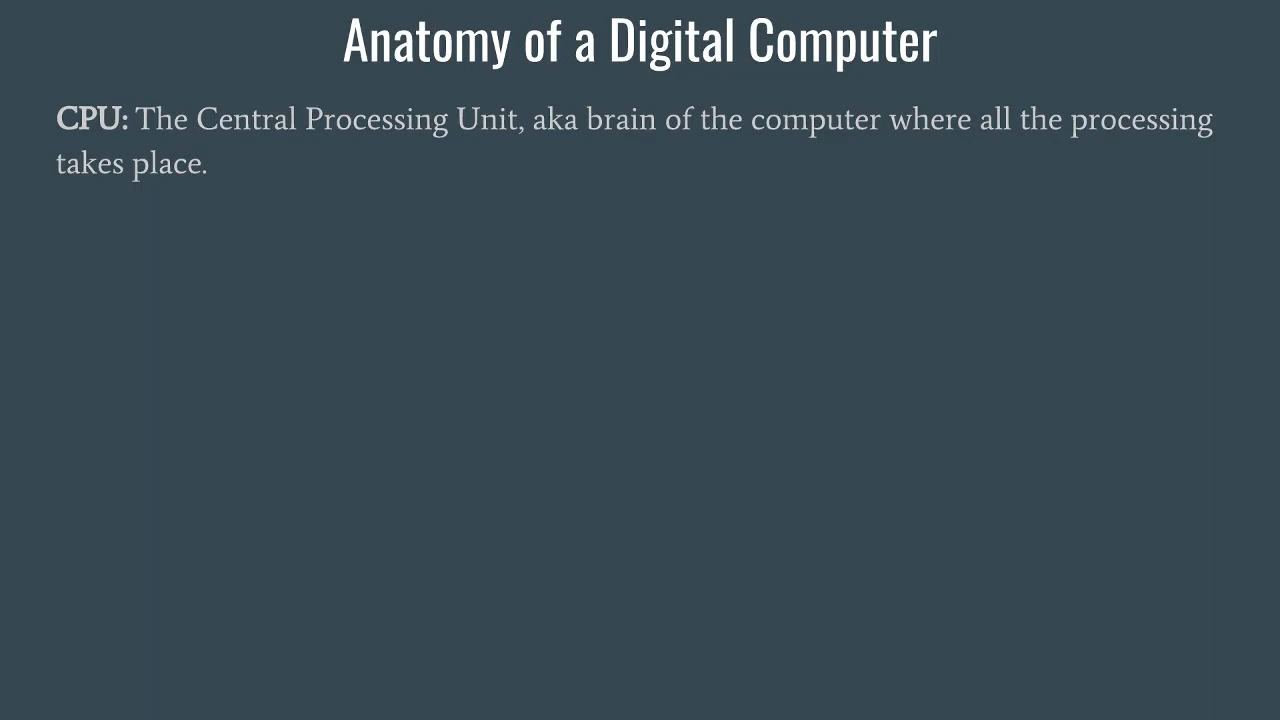 Anatomy of a Digital Computer
CPU: The Central Processing Unit, aka brain of the computer where all the processing
takes place.